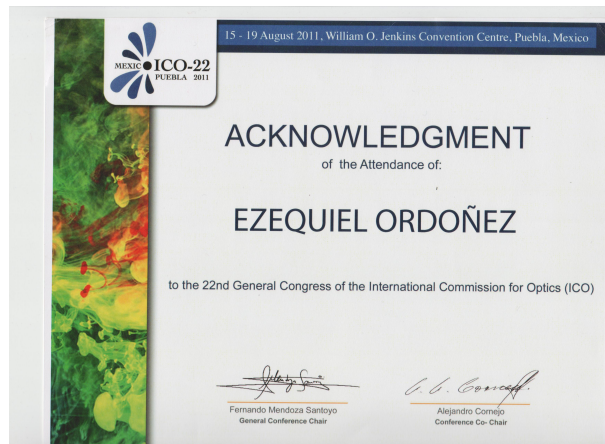 15 - 19 August 2011, William O. Jenkins Convention Centre, Puebla, Mexico
MEXICO ICO-22
PUEBLA 2011
ACKNOWLEDGMENT
of the Attendance of:
EZEQUIEL ORDOÑEZ
to the 22nd General Congress of the International Commission for Optics (ICO)
Fernando Mendoza Santoyo
General Conference Chair
Alejandro Cornejo
Conference Co- Chair